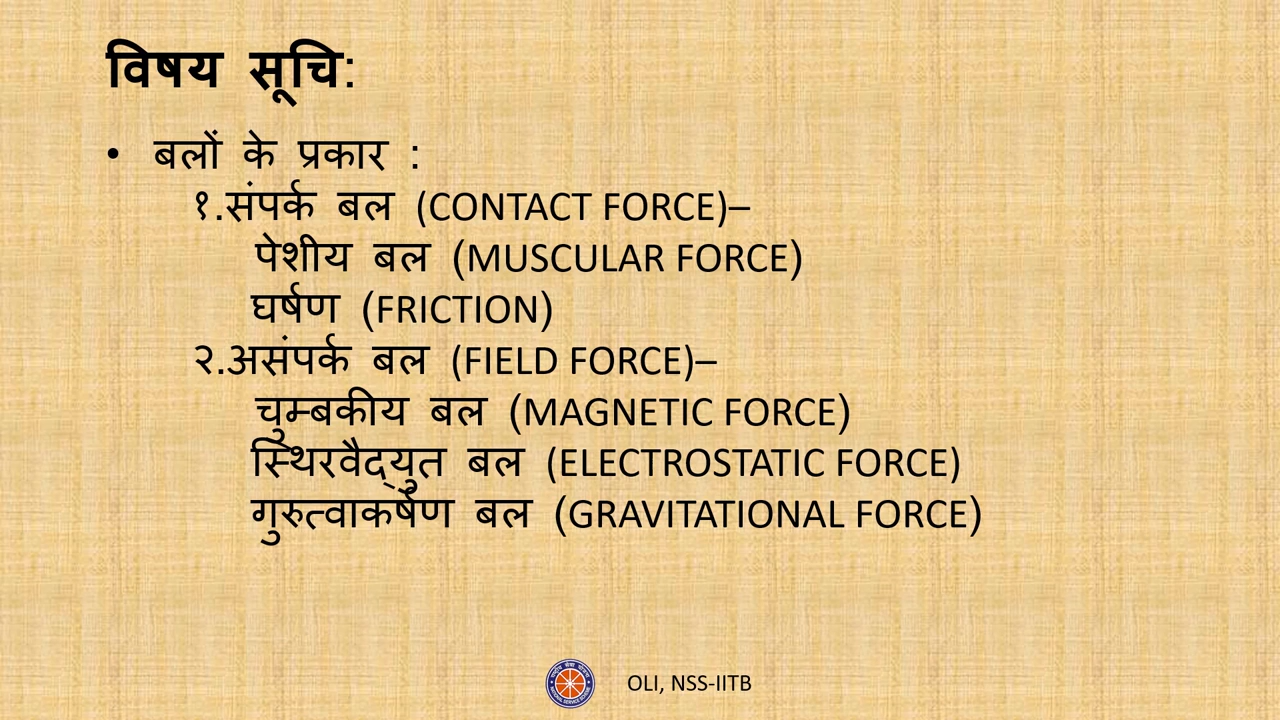 विषय सूचि:
• बलों के प्रकार :
१.संपर्क बल (CONTACT FORCE)–
पेशीय बल (MUSCULAR FORCE)
घर्षण (FRICTION)
२.असंपर्क बल (FIELD FORCE)–
चुम्बकीय बल (MAGNETIC FORCE)
स्थिरवैद्युत बल (ELECTROSTATIC FORCE)
गुरुत्वाकर्षण बल (GRAVITATIONAL FORCE)
OLI, NSS-IITB